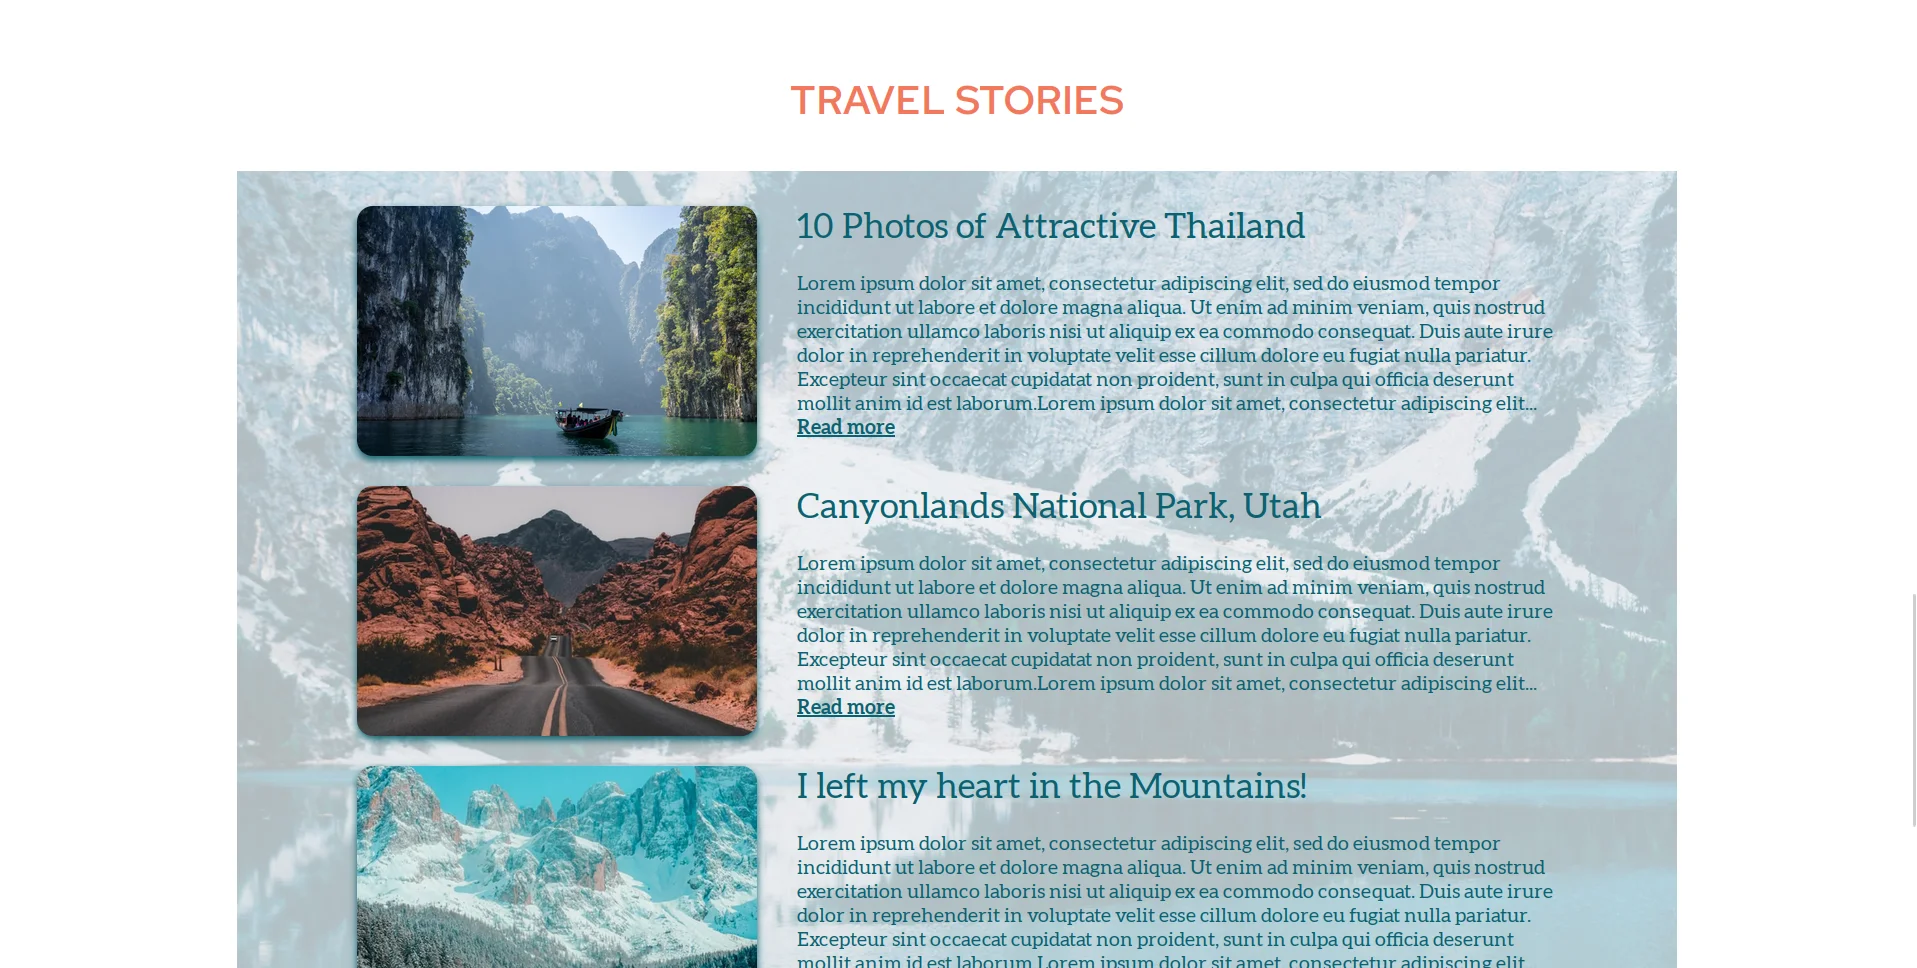 TRAVEL STORIES
10 Photos of Attractive Thailand
Lorem ipsum dolor sit amet, consectetur adipiscing elit, sed do eiusmod tempor
incididunt ut labore et dolore magna aliqua. Ut enim ad minim veniam, quis nostrud
exercitation ullamco laboris nisi ut aliquip ex ea commodo consequat. Duis aute irure
dolor in reprehenderit in voluptate velit esse cillum dolore eu fugiat nulla pariatur.
Excepteur sint occaecat cupidatat non proident, sunt in culpa qui officia deserunt
mollit anim id est laborum.Lorem ipsum dolor sit amet, consectetur adipiscing elit...
Read more
Canyonlands National Park, Utah
Lorem ipsum dolor sit amet, consectetur adipiscing elit, sed do eiusmod tempor
incididunt ut labore et dolore magna aliqua. Ut enim ad minim veniam, quis nostrud
exercitation ullamco laboris nisi ut aliquip ex ea commodo consequat. Duis aute irure
dolor in reprehenderit in voluptate velit esse cillum dolore eu fugiat nulla pariatur.
Excepteur sint occaecat cupidatat non proident, sunt in culpa qui officia deserunt
mollit anim id est laborum.Lorem ipsum dolor sit amet, consectetur adipiscing elit...
Read more
I left my heart in the Mountains!
Lorem ipsum dolor sit amet, consectetur adipiscing elit, sed do eiusmod tempor
incididunt ut labore et dolore magna aliqua. Ut enim ad minim veniam, quis nostrud
exercitation ullamco laboris nisi ut aliquip ex ea commodo consequat. Duis aute irure
dolor in reprehenderit in voluptate velit esse cillum dolore eu fugiat nulla pariatur.
Excepteur sint occaecat cupidatat non proident, sunt in culpa qui officia deserunt
mollit anim id est laborum.Lorem ipsum dolor sit amet, consectetur adipiscing elit...